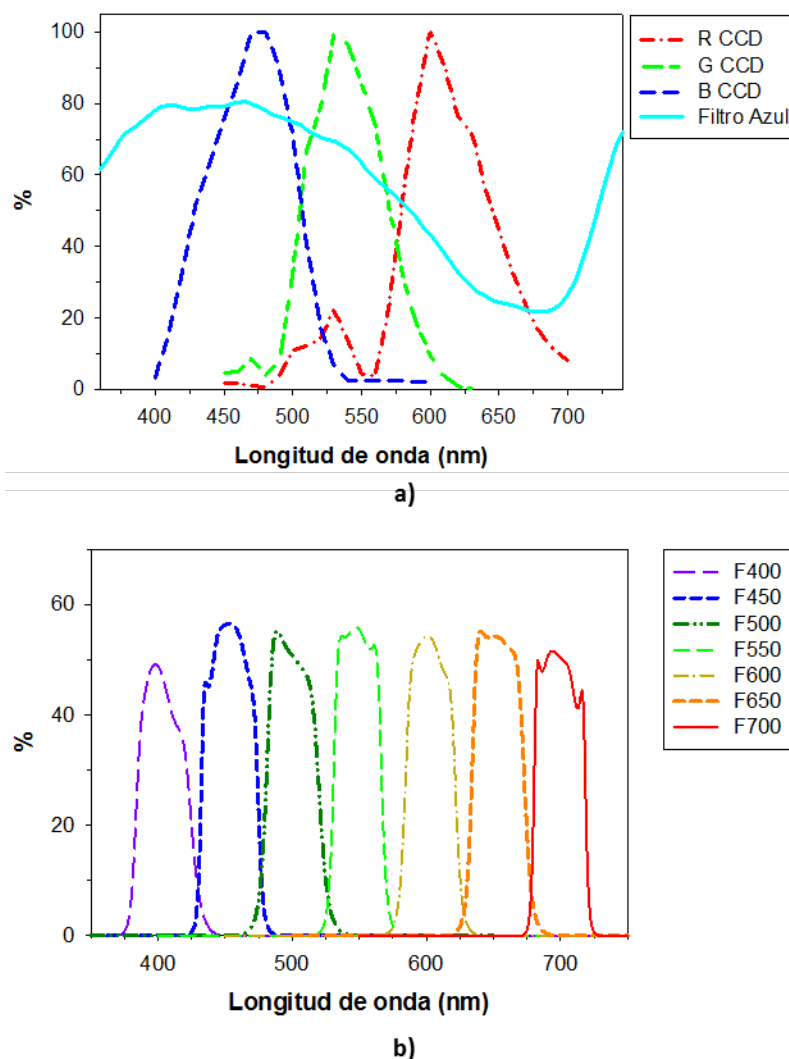 100
80
60
40
20
0
%
400 450 500 550 600 650 700
Longitud de onda (nm)
R CCD
G CCD
B CCD
Filtro Azul
a)
60
40
20
0
%
400 500 600 700
Longitud de onda (nm)
F400
F450
F500
F550
F600
F650
F700
b)